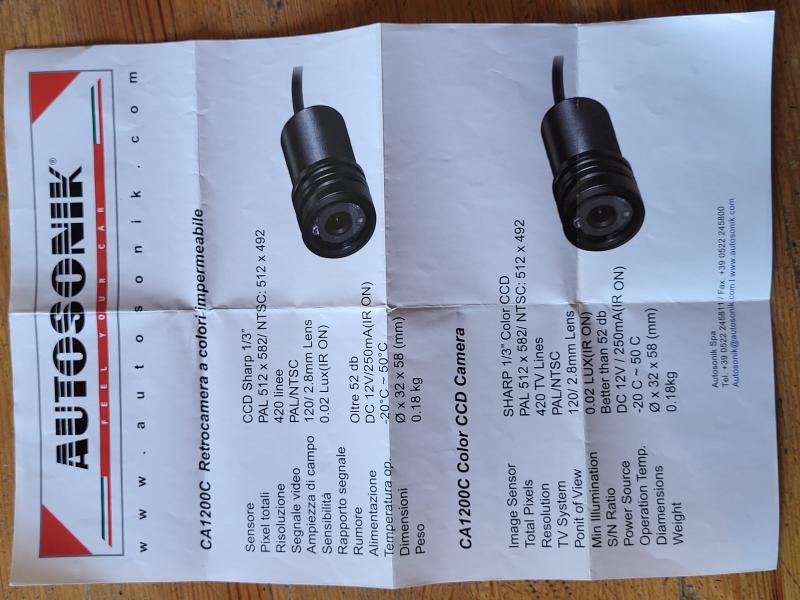 AUTOSONIK®
FEEL YOUR CAR
www.autosonik.com
CA1200C Retrocamera a colori impermeabile
Sensore CCD Sharp 1/3"
Pixel totali PAL 512 x 582/ NTSC: 512 x 492
Risoluzione 420 linee
Segnale video PAL/NTSC
Ampiezza di campo 120/ 2.8mm Lens
Sensibilità 0.02 Lux(IR ON)
Rapporto segnale
Rumore Oltre 52 db
Alimentazione DC 12V/250mA(IR ON)
Temperatura op. -20°C ~ 50°C
Dimensioni Ø x 32 x 58 (mm)
Peso 0.18 kg
CA1200C Color CCD Camera
Image Sensor SHARP 1/3" Color CCD
Total Pixels PAL 512 x 582/ NTSC: 512 x 492
Resolution 420 TV Lines
TV System PAL/NTSC
Ponit of View 120/ 2.8mm Lens
Min Illumination 0.02 LUX(IR ON)
S/N Ratio Better than 52 db
Power Source DC 12V / 250mA(IR ON)
Operation Temp. -20 C ~ 50 C
Diamensions Ø x 32 x 58 (mm)
Weight 0.18kg
Autosonik Spa
Tel. +39 0522 245811 / Fax. +39 0522 245800
Autosonik@autosonik.com | www.autosonik.com